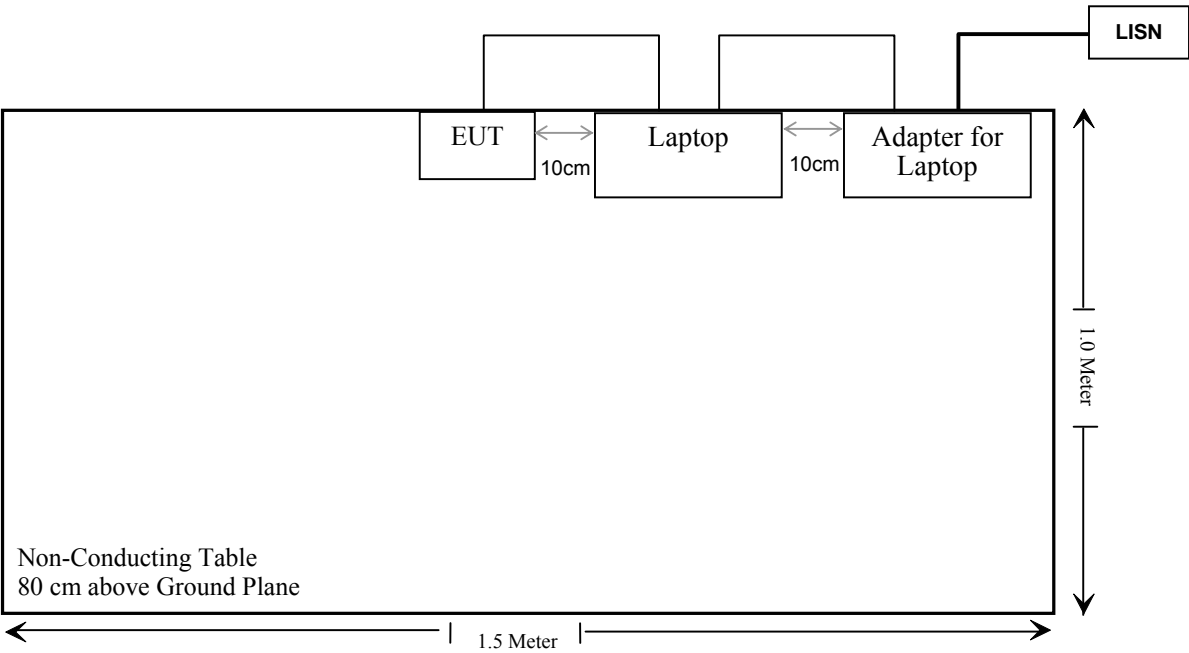 LISN
EUT
Laptop
Adapter for
Laptop
10cm
10cm
1.0 Meter
Non-Conducting Table
80 cm above Ground Plane
1.5 Meter